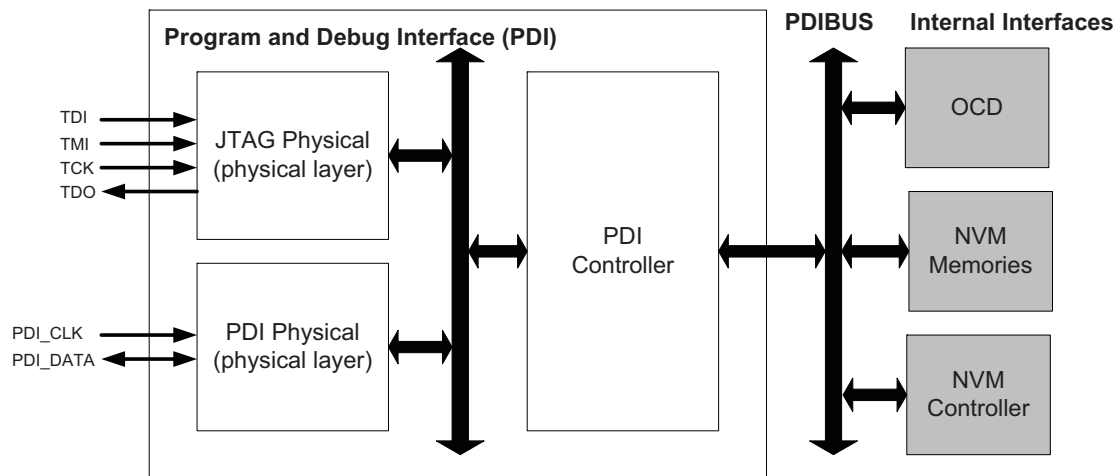 Program and Debug Interface (PDI)
PDIBUS
Internal Interfaces
TDI
TMI
TCK
TDO
JTAG Physical
(physical layer)
OCD
PDI
Controller
NVM
Memories
PDI_CLK
PDI_DATA
PDI Physical
(physical layer)
NVM
Controller